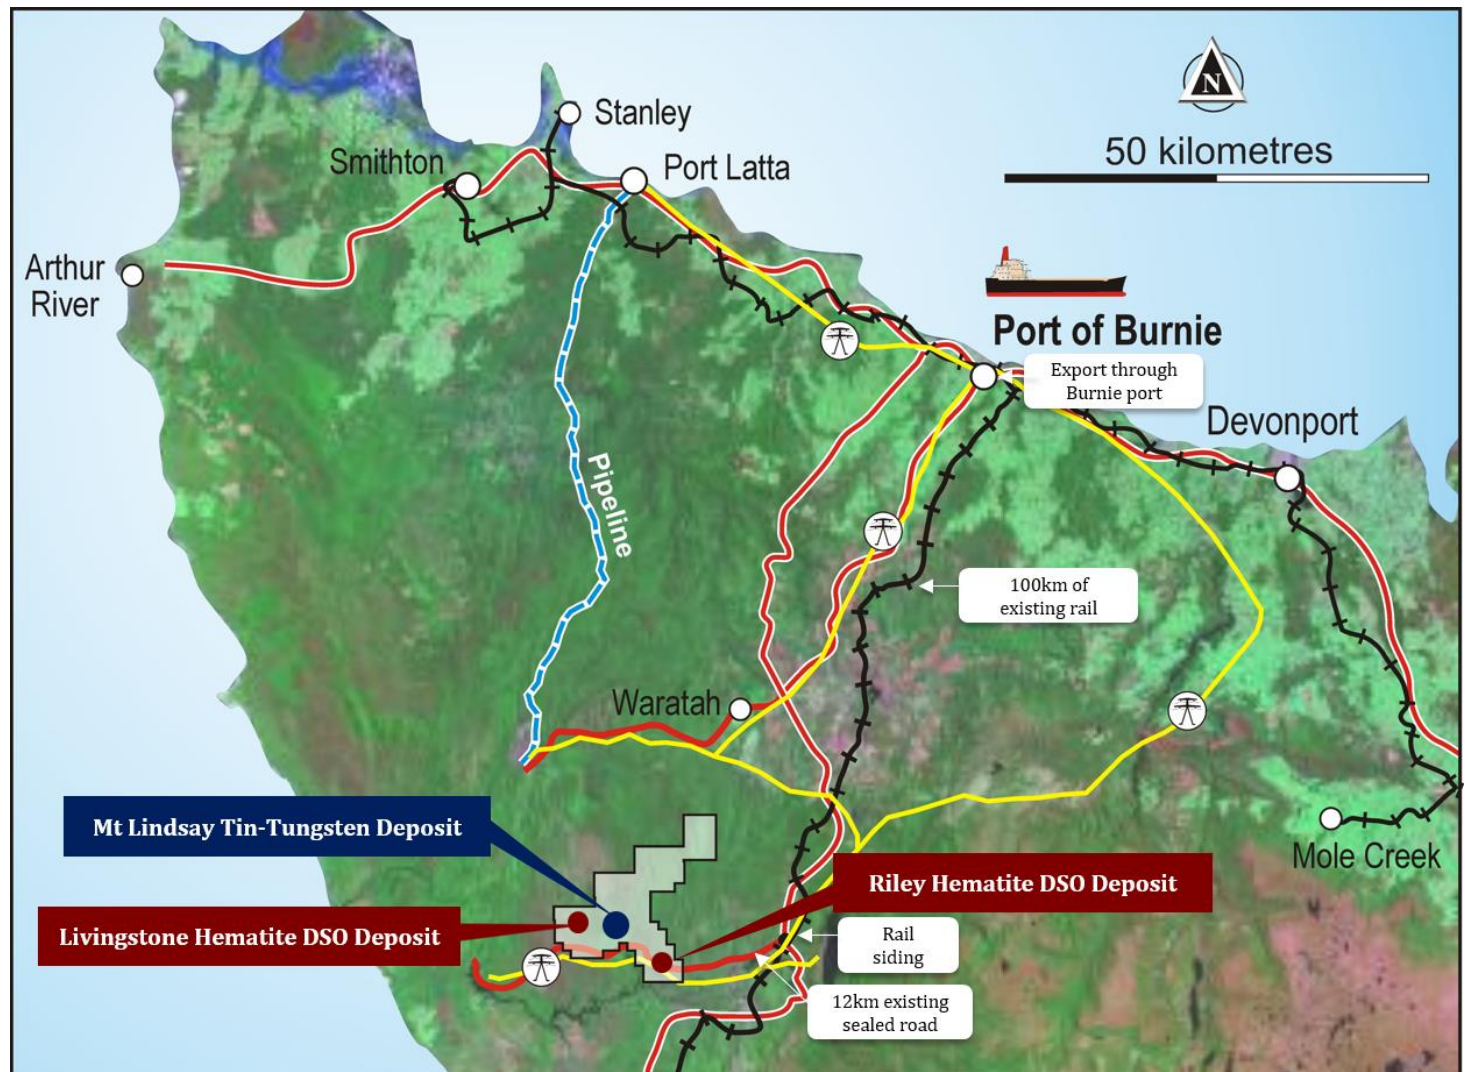 Stanley
N
50 kilometres
Smithton
Port Latta
Arthur
River
Port of Burnie
Export through
Burnie port
Devonport
Pipeline
100km of
existing rail
Waratah
Mt Lindsay Tin-Tungsten Deposit
Mole Creek
Riley Hematite DSO Deposit
Livingstone Hematite DSO Deposit
Rail
siding
12km existing
sealed road